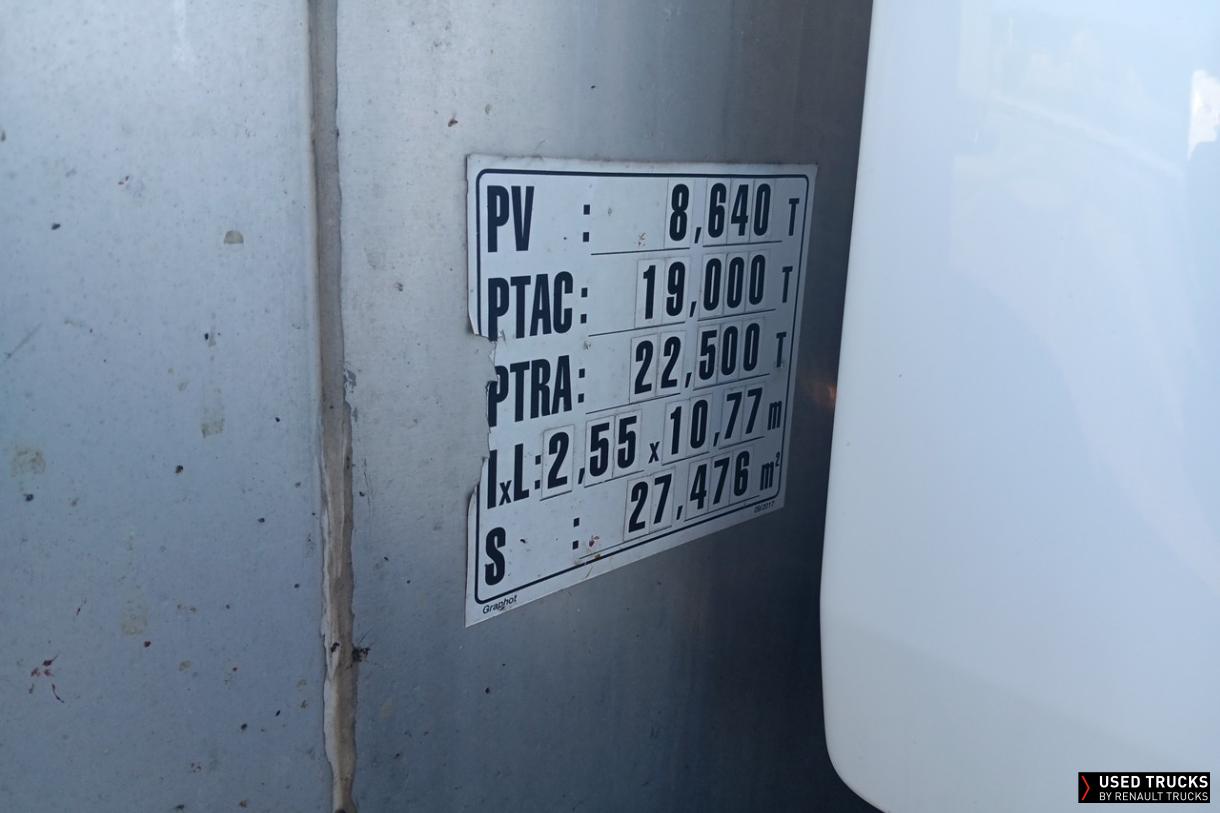 PV : 8,640 T
PTAC: 19,000 T
PTRA: 22,500 T
lxL: 2,55 x 10,77 m
S : 27,476 m²
Graphot
USED TRUCKS
BY RENAULT TRUCKS